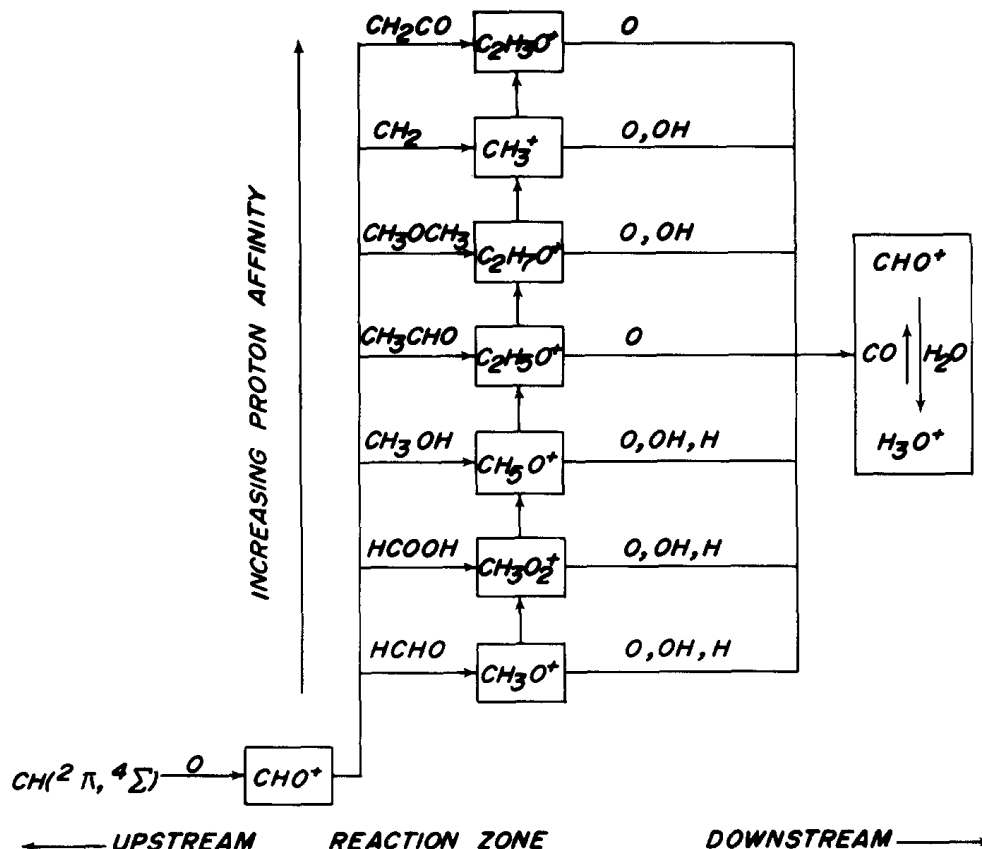 CH₂CO
C₂H₃O⁺
O
CH₂
CH₃⁺
O, OH
CH₃OCH₃
C₂H₇O⁺
O, OH
CH₃CHO
C₂H₅O⁺
O
CH₃OH
CH₅O⁺
O, OH, H
HCOOH
CH₃O₂⁺
O, OH, H
HCHO
CH₃O⁺
O, OH, H
INCREASING PROTON AFFINITY
CHO⁺
CO
H₂O
H₃O⁺
CH(²π, ⁴Σ)
O
CHO⁺
UPSTREAM
REACTION ZONE
DOWNSTREAM